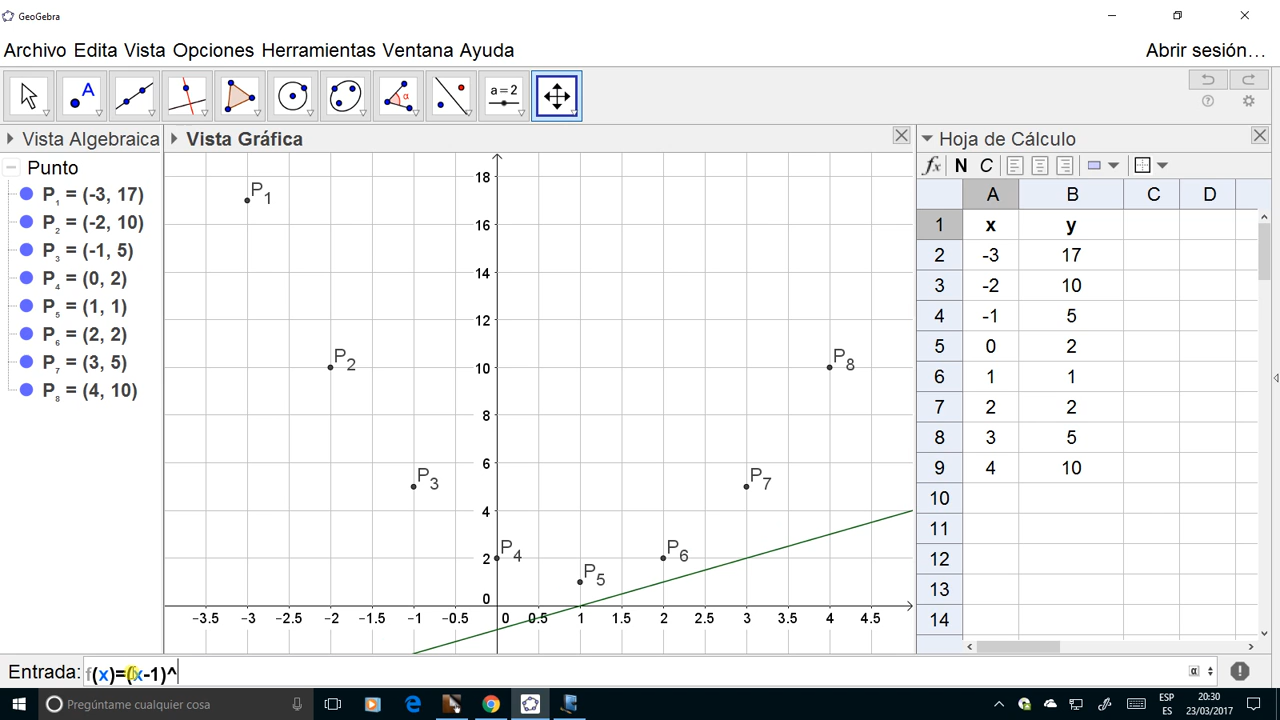 GeoGebra
Archivo Edita Vista Opciones Herramientas Ventana Ayuda
Abrir sesión…
A
α
a = 2
Vista Algebraica
Vista Gráfica
Hoja de Cálculo
Punto
P1 = (-3, 17)
P2 = (-2, 10)
P3 = (-1, 5)
P4 = (0, 2)
P5 = (1, 1)
P6 = (2, 2)
P7 = (3, 5)
P8 = (4, 10)
18
16
14
12
10
8
6
4
2
0
-3.5 −3 -2.5 −2 -1.5 −1 -0.5 0 0.5 1 1.5 2 2.5 3 3.5 4 4.5
P1
P2
P3
P4
P5
P6
P7
P8
fx N C
A B C D
1 x y
2 -3 17
3 -2 10
4 -1 5
5 0 2
6 1 1
7 2 2
8 3 5
9 4 10
10
11
12
13
14
Entrada: f(x)=(x-1)^
α
Pregúntame cualquier cosa
ESP
ES
20:30
23/03/2017